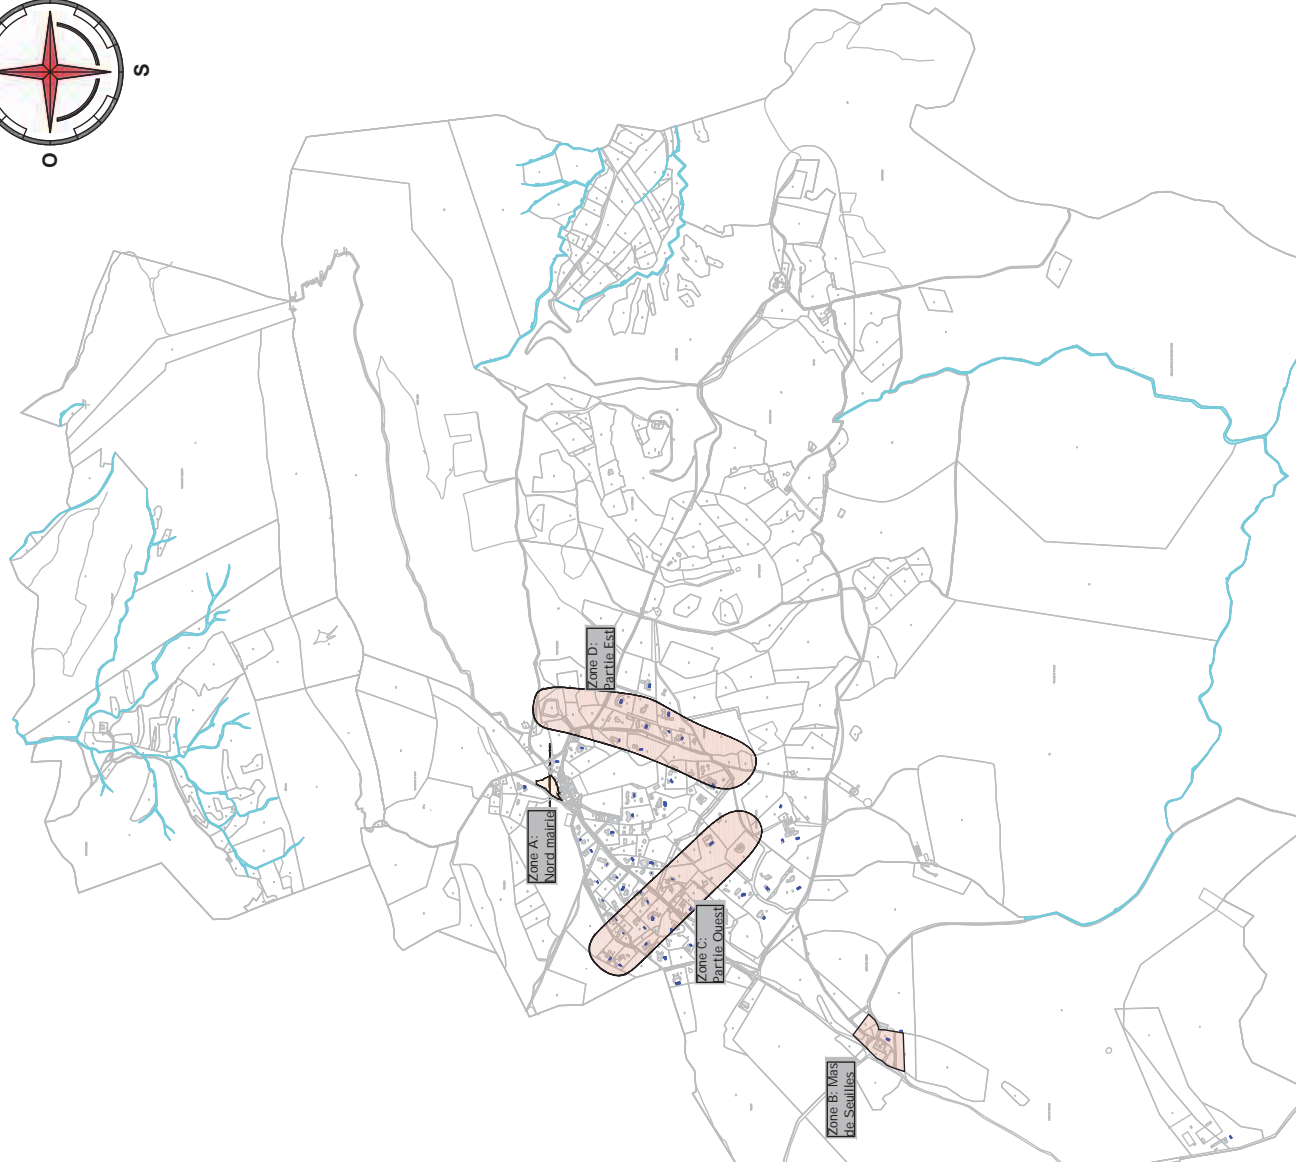 S
O
Zone D:
Partie Est
Zone A:
Nord mairie
Zone C:
Partie Ouest
Zone B: Mas
de Seuilles